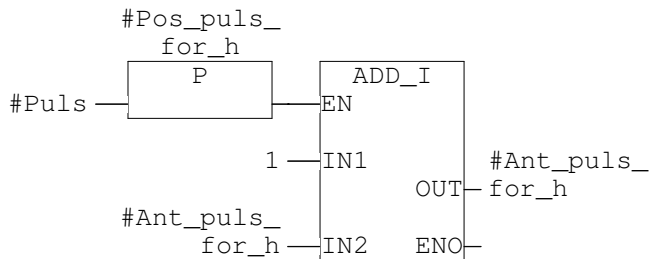 #Pos_puls_
for_h
P
ADD_I
#Puls
EN
1
IN1
#Ant_puls_
OUT
for_h
#Ant_puls_
for_h
IN2
ENO